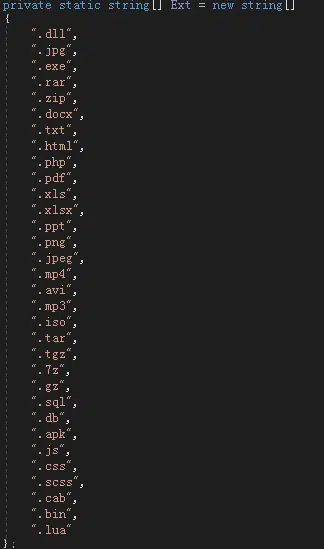 private static string[] Ext = new string[]
{
".dll",
".jpg",
".exe",
".rar",
".zip",
".docx",
".txt",
".html",
".php",
".pdf",
".xls",
".xlsx",
".ppt",
".png",
".jpeg",
".mp4",
".avi",
".mp3",
".iso",
".tar",
".tgz",
".7z",
".gz",
".sql",
".db",
".apk",
".js",
".css",
".scss",
".cab",
".bin",
".lua"
};